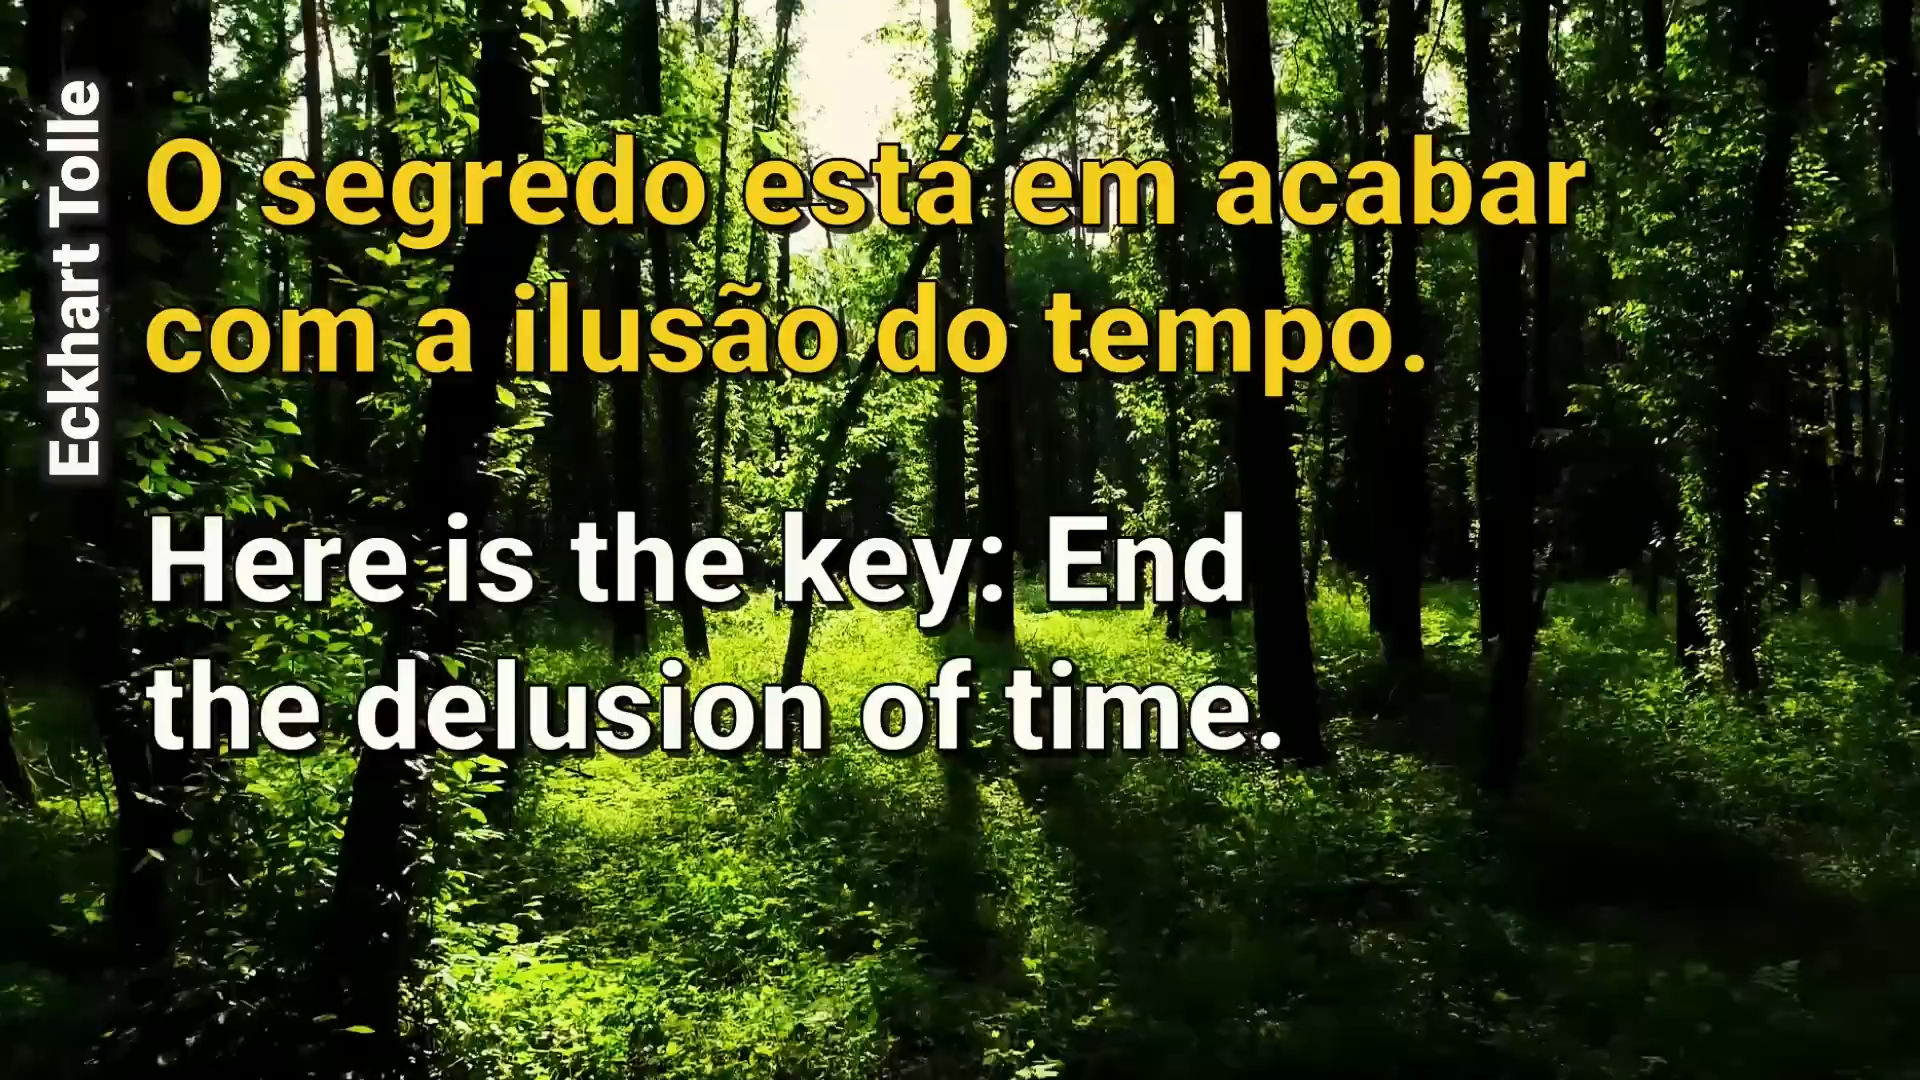 Eckhart Tolle
O segredo está em acabar
com a ilusão do tempo.
Here is the key: End
the delusion of time.